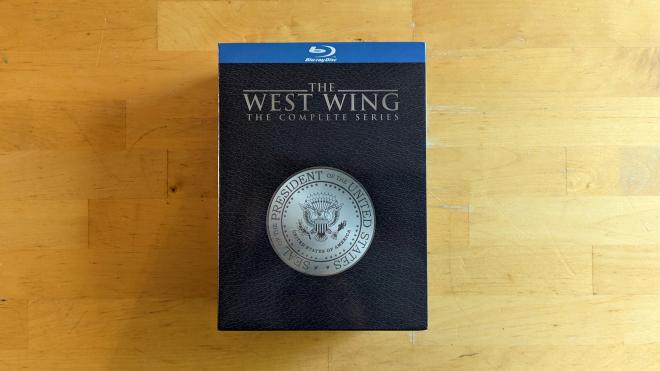 Blu-ray Disc
THE
WEST WING
THE COMPLETE SERIES
SEAL OF THE PRESIDENT OF THE UNITED STATES
UNITED STATES OF AMERICA